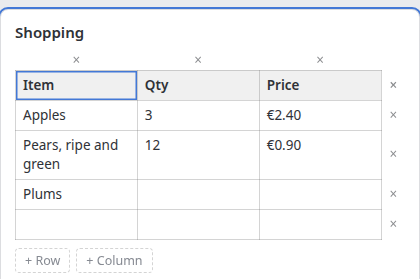 Shopping
× × ×
Item Qty Price ×
Apples 3 €2.40 ×
Pears, ripe and 12 €0.90 ×
green
Plums ×
×
+ Row + Column